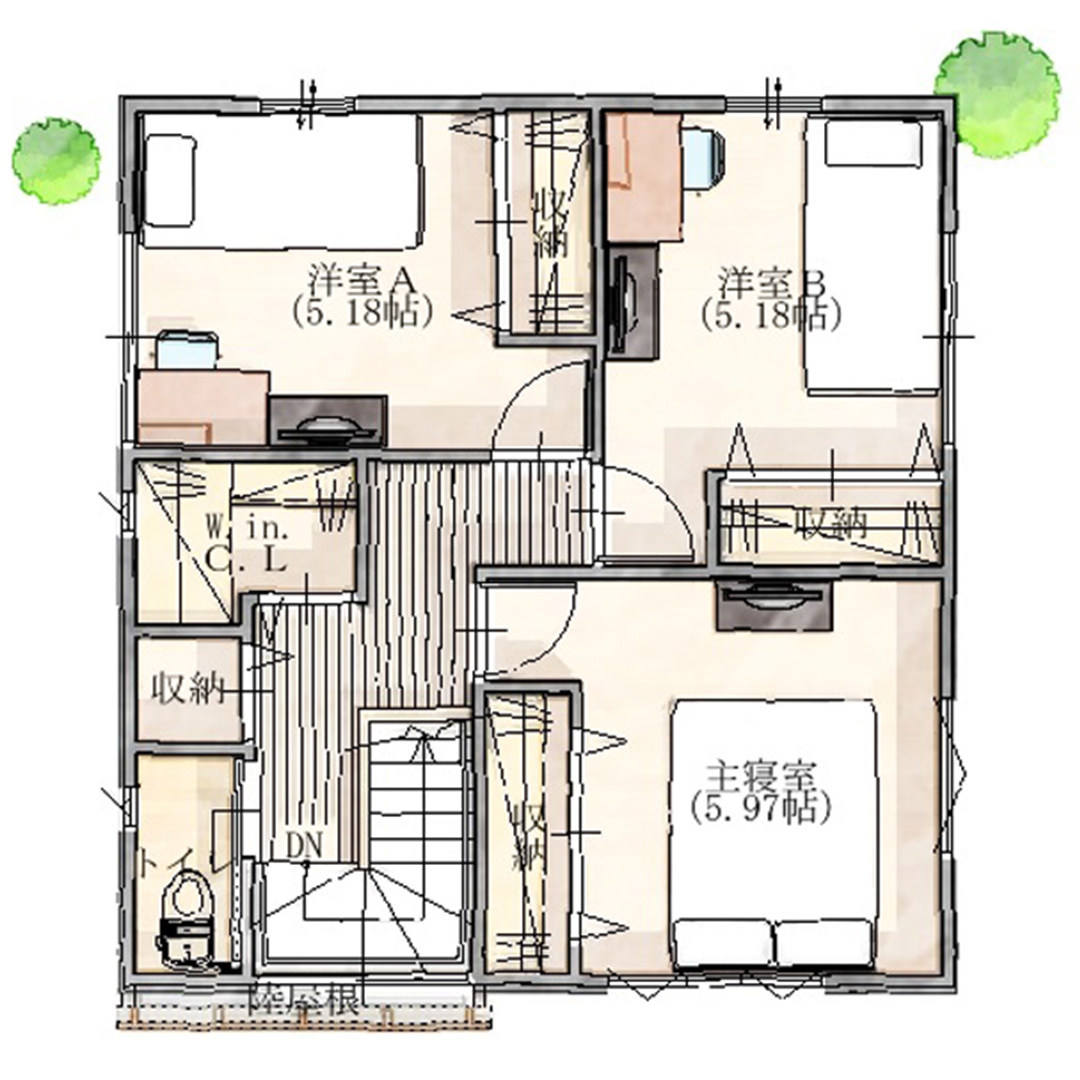 収納
洋室A
(5.18帖)
洋室B
(5.18帖)
W.in.
C.L
収納
収納
主寝室
(5.97帖)
収納
DN
トイレ
陸屋根